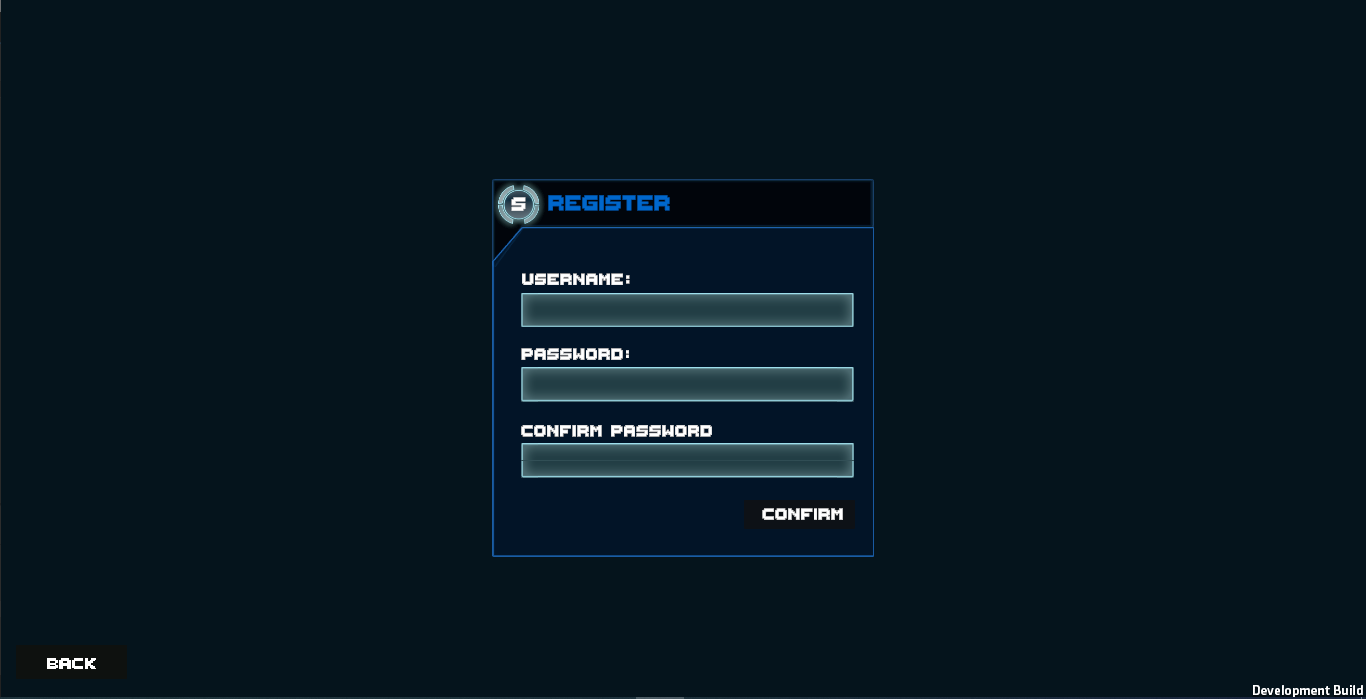 S REGISTER
USERNAME:
PASSWORD:
CONFIRM PASSWORD
CONFIRM
BACK
Development Build